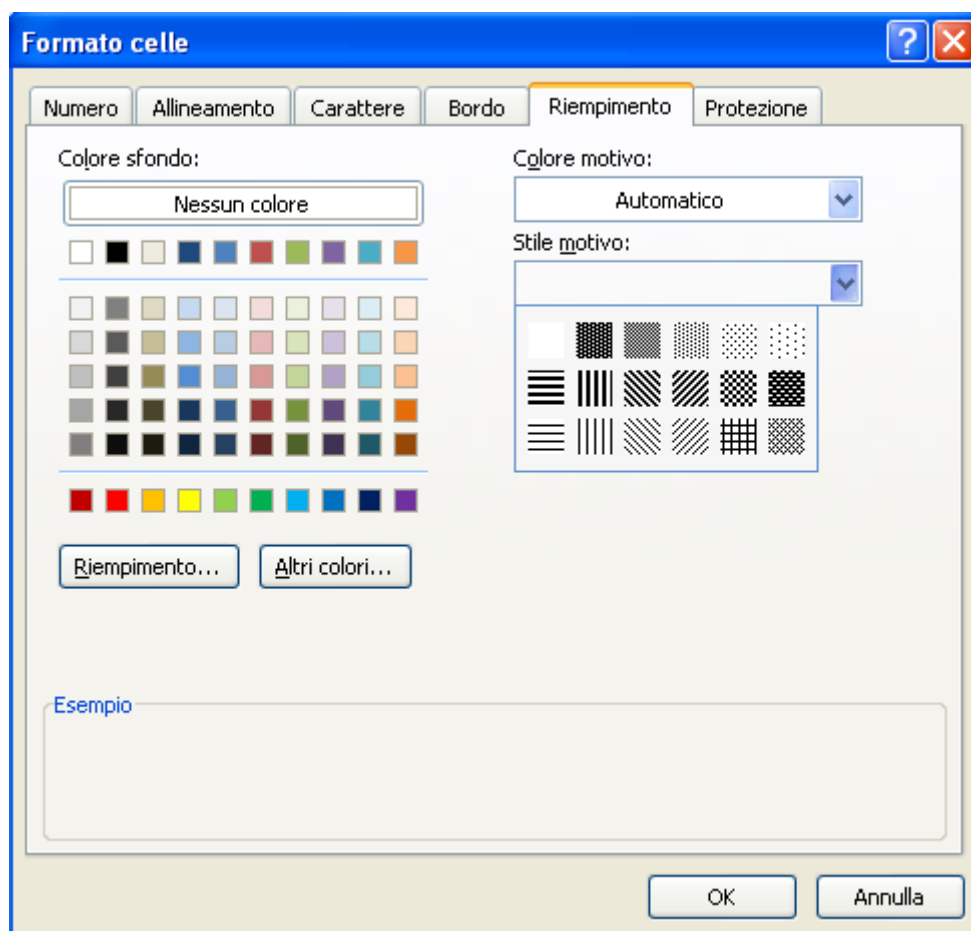 Formato celle
Numero Allineamento Carattere Bordo Riempimento Protezione
Colore sfondo:
Nessun colore
Colore motivo:
Automatico
Stile motivo:
Riempimento... Altri colori...
Esempio
OK Annulla